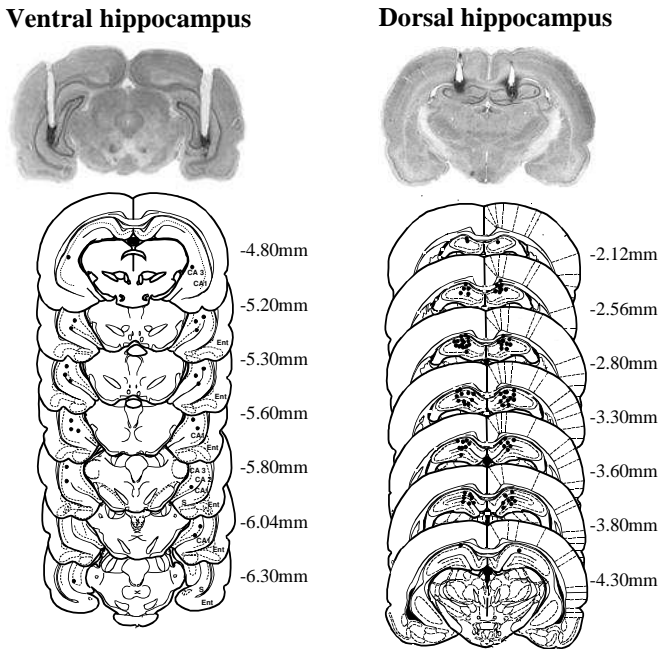 Ventral hippocampus
Dorsal hippocampus
-4.80mm
CA 3
CA1
-5.20mm
Ent
-5.30mm
Ent
-5.60mm
CA1
Ent
-5.80mm
CA 3
CA 2
CA1
S
Ent
-6.04mm
CA1
Ent
-6.30mm
S
Ent
-2.12mm
-2.56mm
-2.80mm
-3.30mm
-3.60mm
-3.80mm
-4.30mm